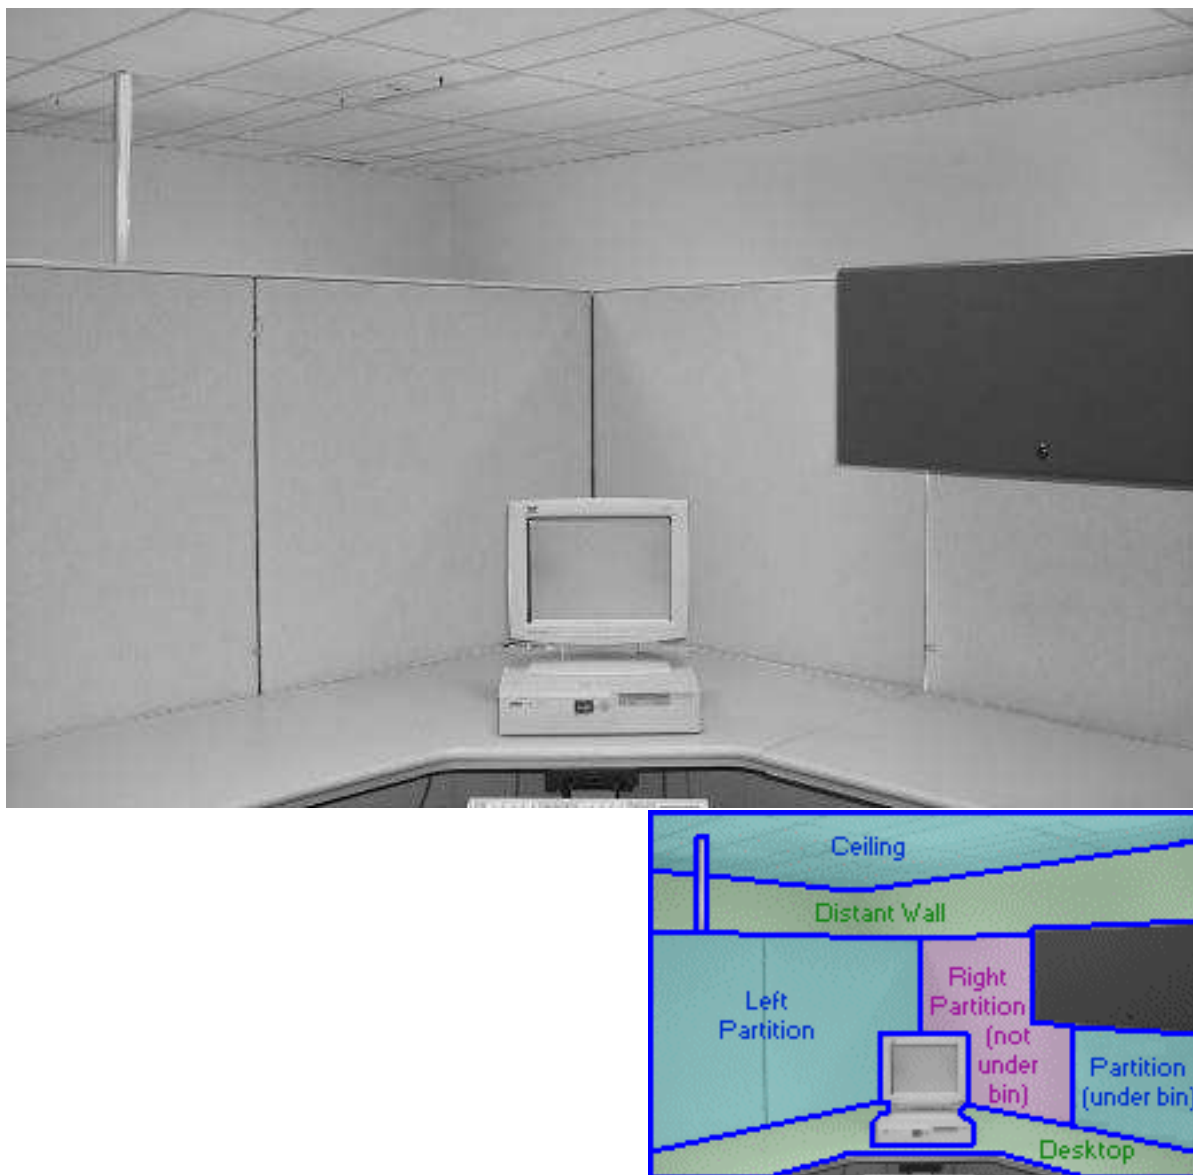 Ceiling
Distant Wall
Left
Partition
Right
Partition
(not
under
bin)
Partition
(under bin)
Desktop